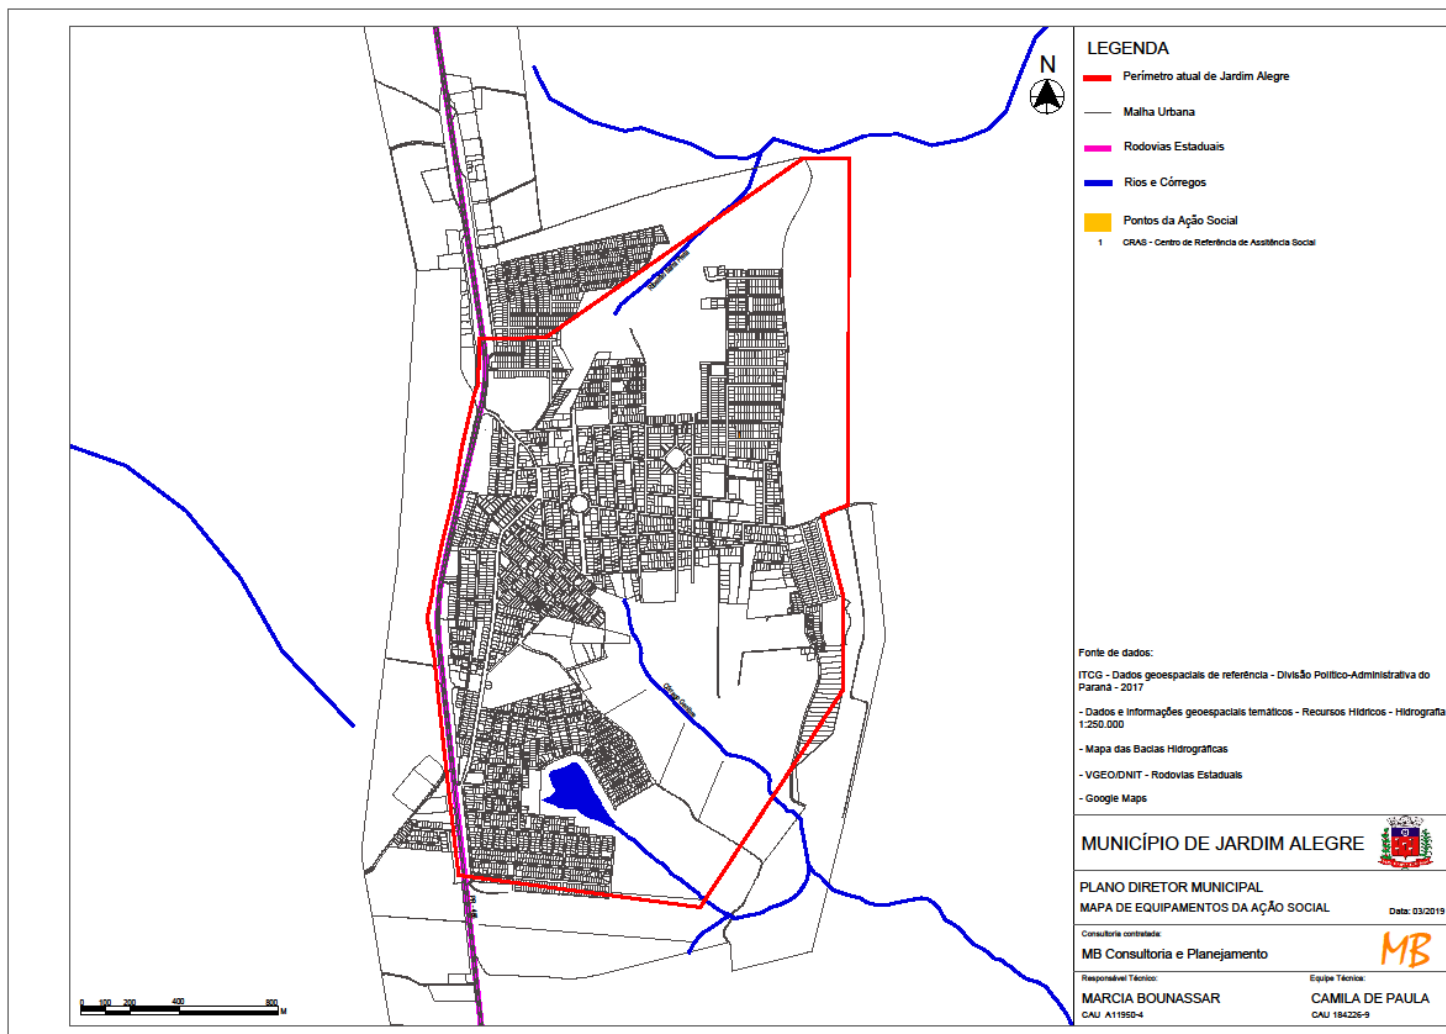 N
Córrego
0 100 200 400 800
M
LEGENDA
Perímetro atual de Jardim Alegre
Malha Urbana
Rodovias Estaduais
Rios e Córregos
Pontos da Ação Social
1 CRAS - Centro de Referência de Assitência Social
Fonte de dados:
ITCG - Dados geoespaciais de referência - Divisão Político-Administrativa do
Paraná - 2017
- Dados e informações geoespaciais temáticos - Recursos Hídricos - Hidrografia
1:250.000
- Mapa das Bacias Hidrográficas
- VGEO/DNIT - Rodovias Estaduais
- Google Maps
MUNICÍPIO DE JARDIM ALEGRE
PLANO DIRETOR MUNICIPAL
MAPA DE EQUIPAMENTOS DA AÇÃO SOCIAL
Data: 03/2019
Consultoria contratada:
MB Consultoria e Planejamento
MB
Responsável Técnico:
MARCIA BOUNASSAR
CAU A11950-4
Equipe Técnica:
CAMILA DE PAULA
CAU 184226-9